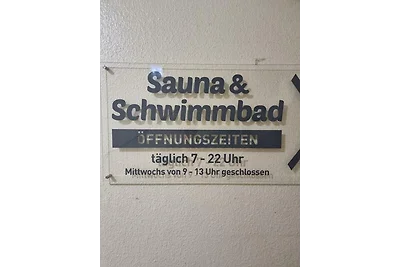 Sauna &
Schwimmbad
ÖFFNUNGSZEITEN
täglich 7 - 22 Uhr
Mittwochs von 9 - 13 Uhr geschlossen